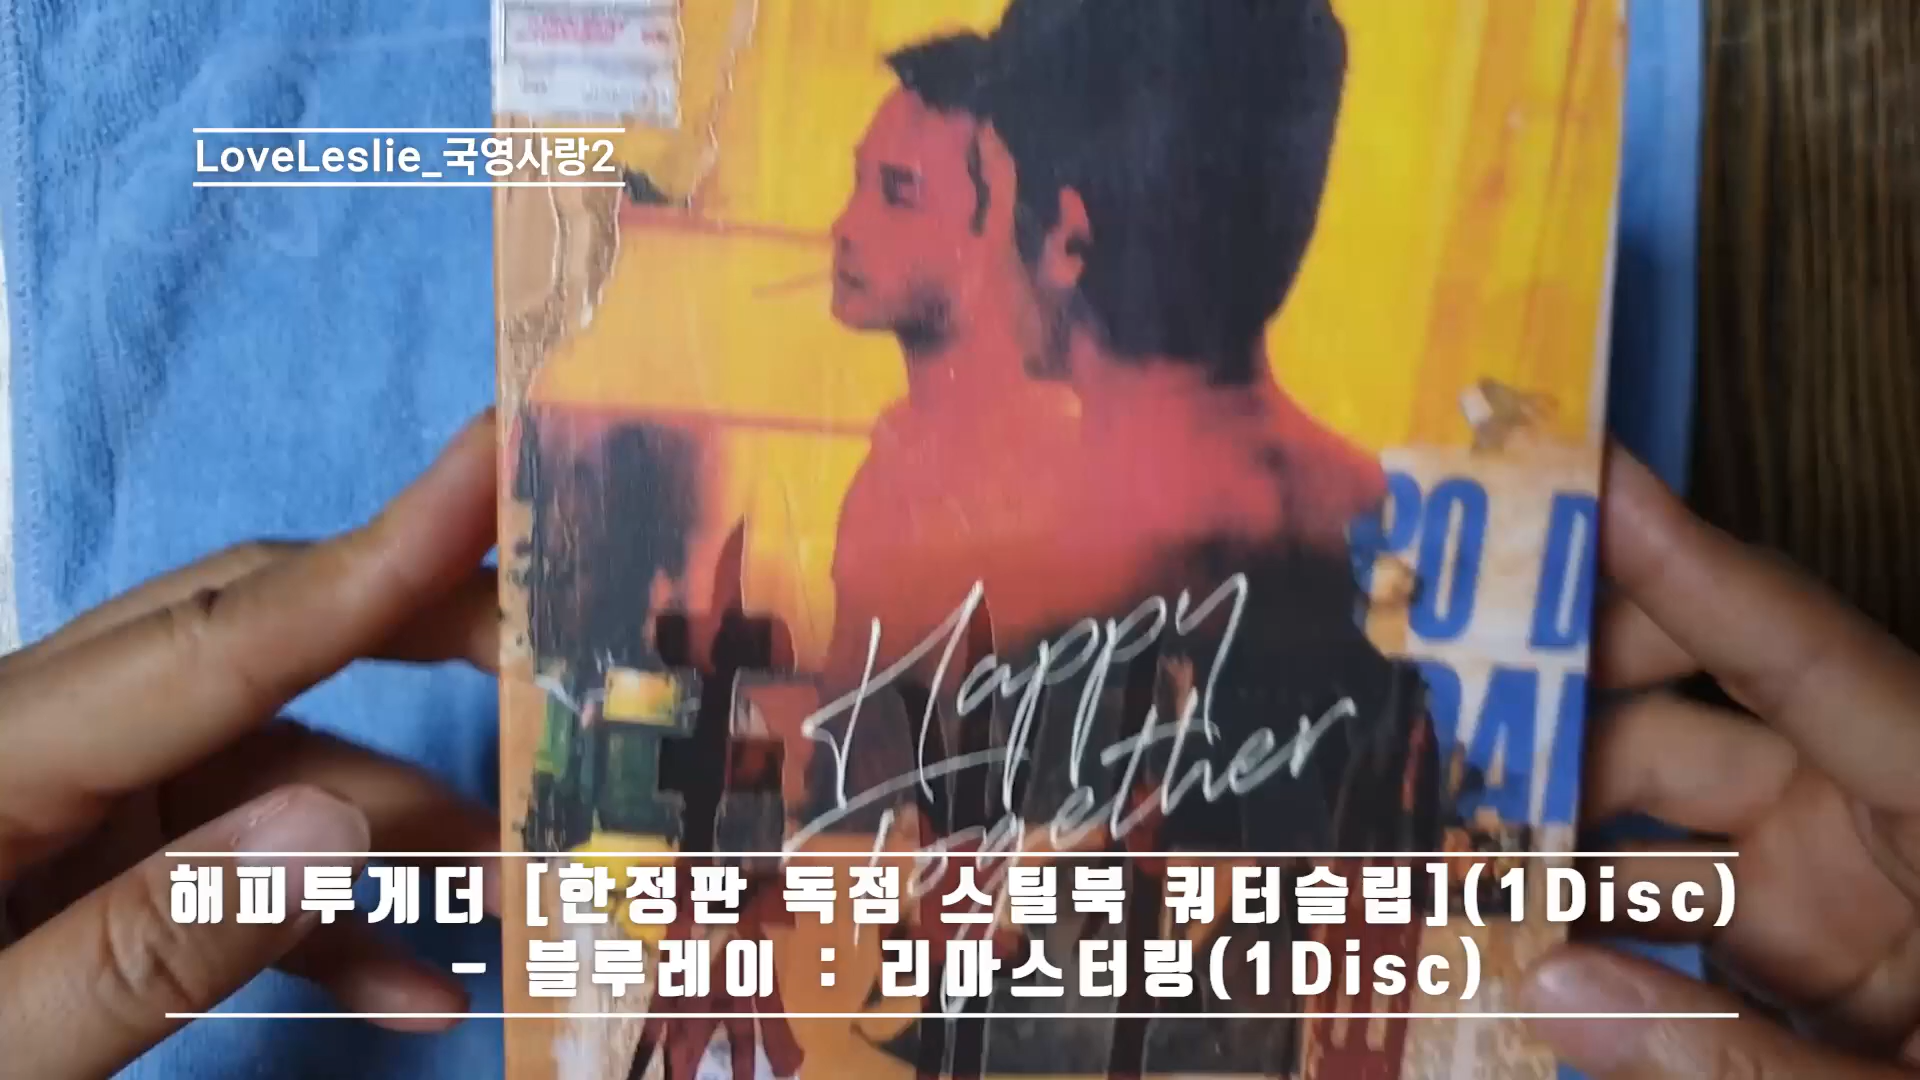 LoveLeslie_국영사랑2
PO D
DAI
Happy
Together
해피투게더 [한정판 독점 스틸북 쿼터슬립](1Disc)
- 블루레이 : 리마스터링(1Disc)